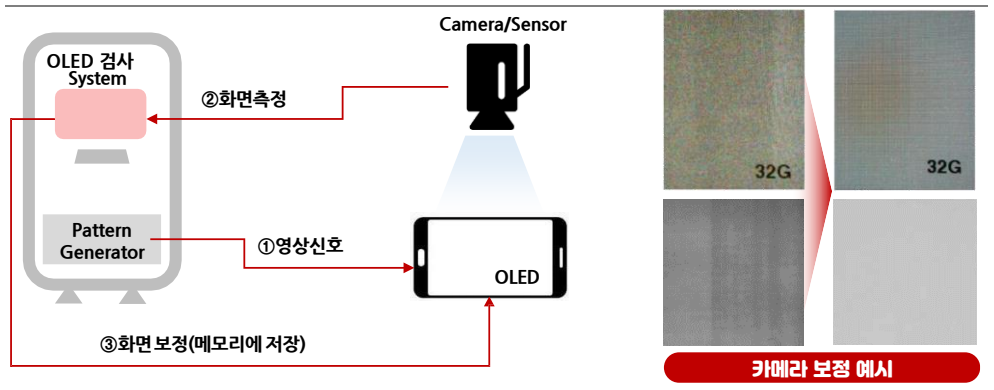 OLED 검사
System
Camera/Sensor
②화면측정
Pattern
Generator
①영상신호
OLED
③화면 보정(메모리에 저장)
32G
32G
카메라 보정 예시